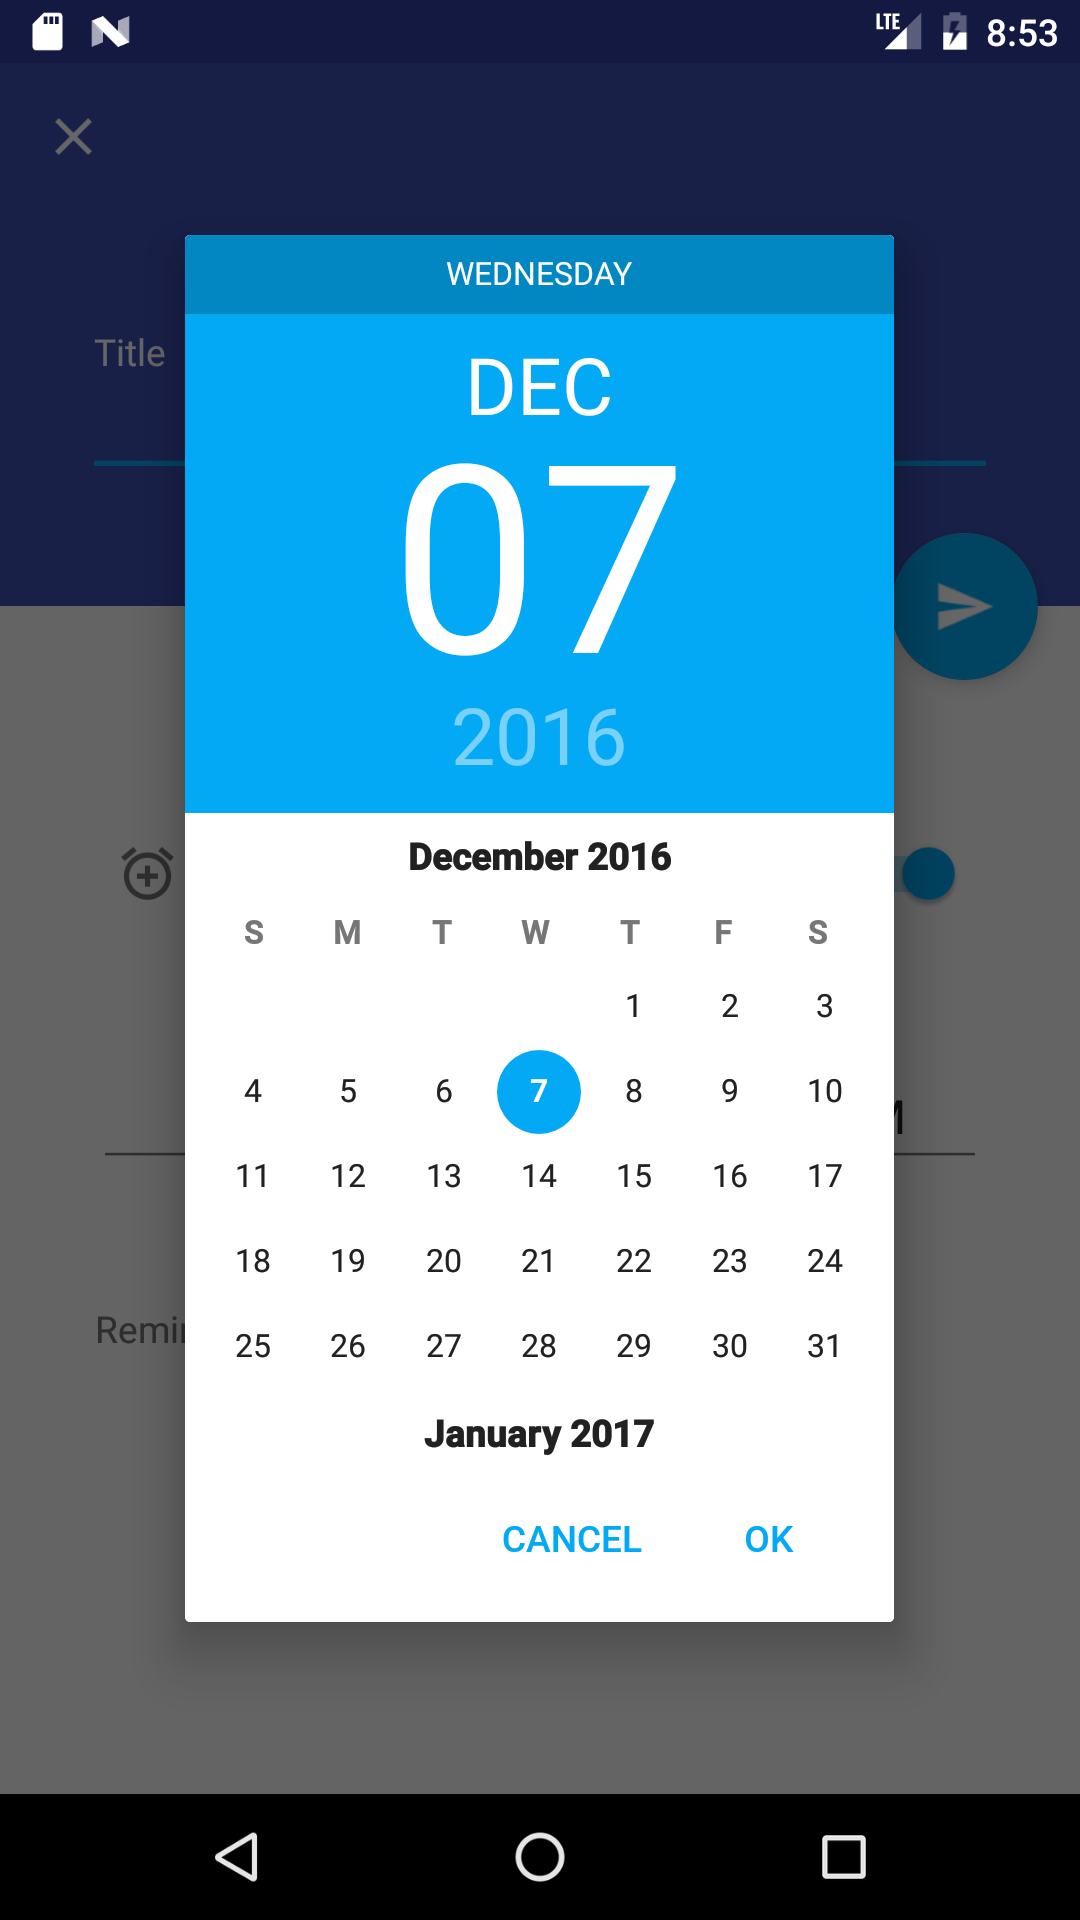 LTE 8:53
WEDNESDAY
Title
DEC
07
2016
December 2016
S M T W T F S
1 2 3
4 5 6 7 8 9 10
11 12 13 14 15 16 17
18 19 20 21 22 23 24
25 26 27 28 29 30 31
January 2017
CANCEL OK